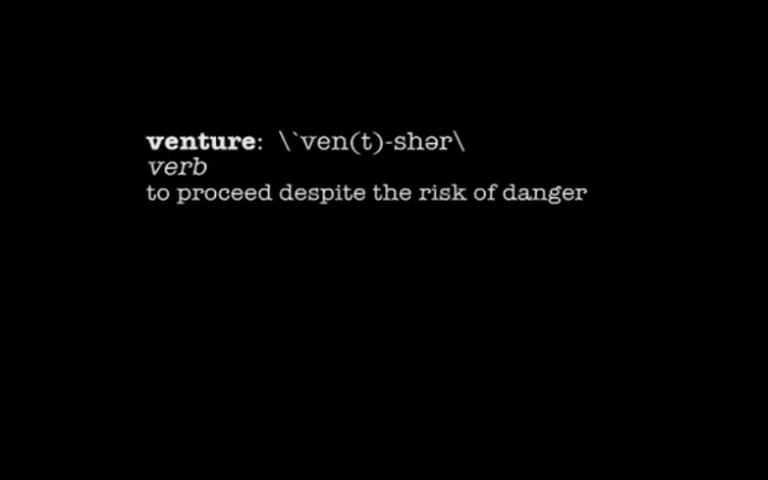 venture: \`ven(t)-shər\
verb
to proceed despite the risk of danger